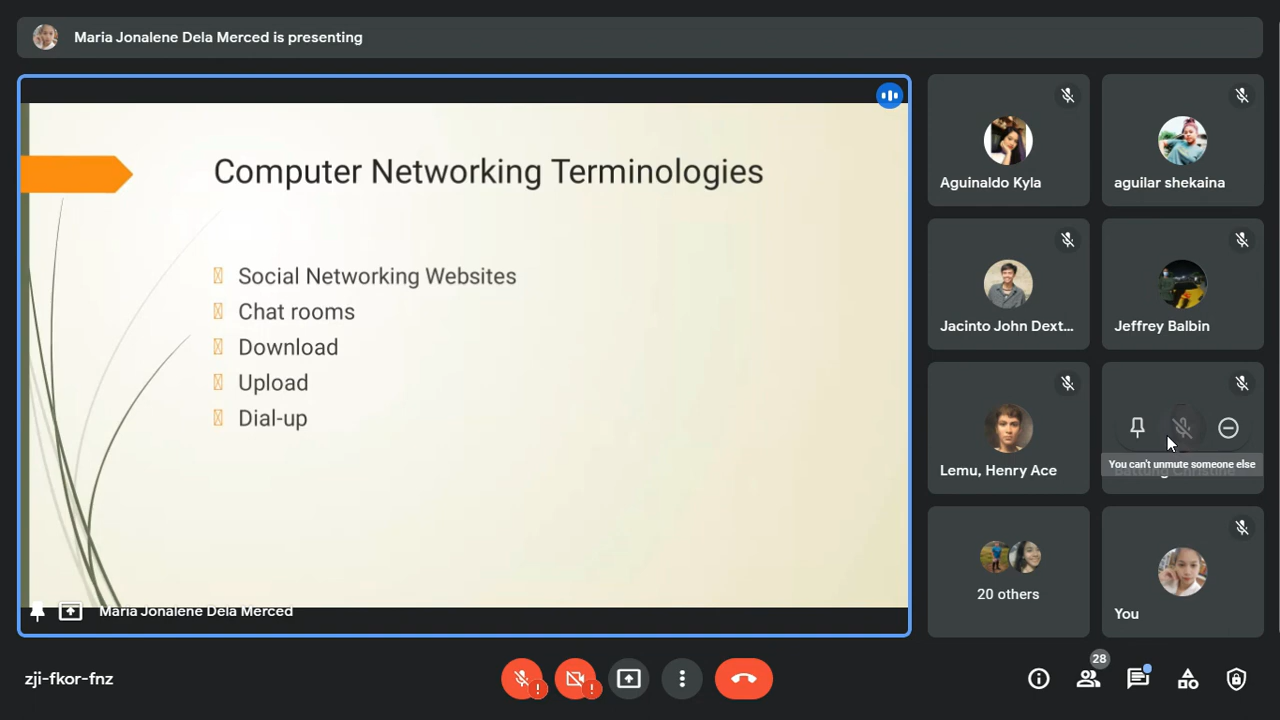 Maria Jonalene Dela Merced is presenting
Computer Networking Terminologies
Social Networking Websites
Chat rooms
Download
Upload
Dial-up
Maria Jonalene Dela Merced
Aguinaldo Kyla
aguilar shekaina
Jacinto John Dext...
Jeffrey Balbin
Lemu, Henry Ace
You can't unmute someone else
20 others
You
zji-fkor-fnz
!
!
28